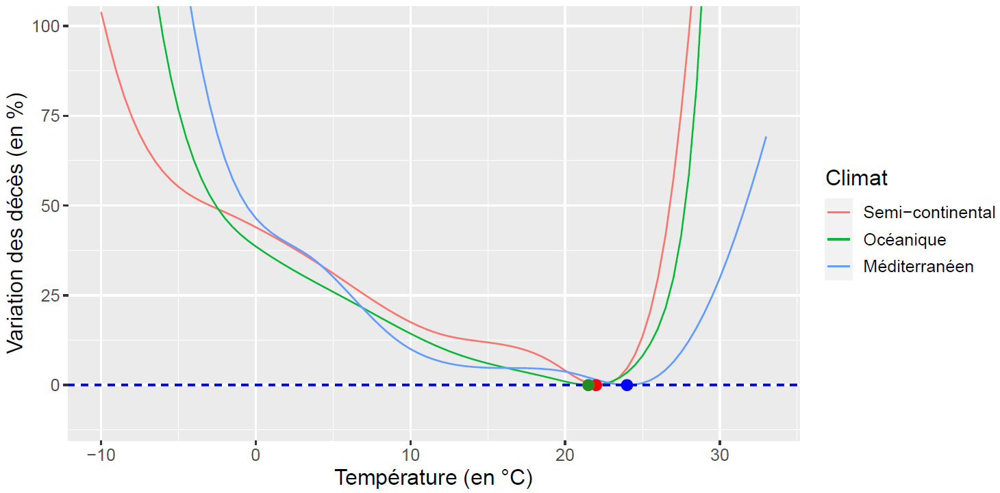 Variation des décès (en %)
100
75
50
25
0
−10
0
10
20
30
Température (en °C)
Climat
Semi−continental
Océanique
Méditerranéen